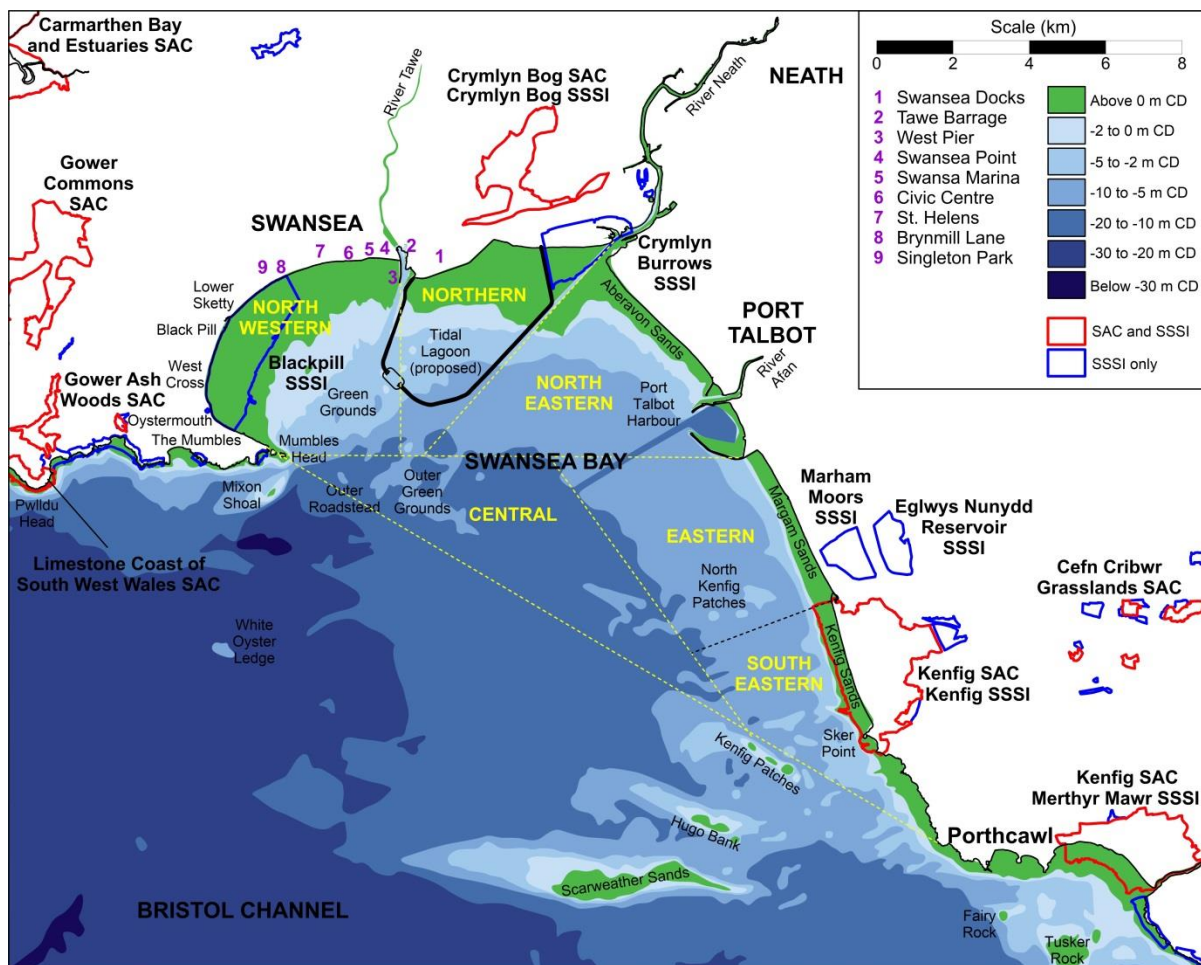 Carmarthen Bay
and Estuaries SAC
Gower
Commons
SAC
River Tawe
Crymlyn Bog SAC
Crymlyn Bog SSSI
River Neath
NEATH
Scale (km)
0 2 4 6 8
1 Swansea Docks
2 Tawe Barrage
3 West Pier
4 Swansea Point
5 Swansa Marina
6 Civic Centre
7 St. Helens
8 Brynmill Lane
9 Singleton Park
Above 0 m CD
-2 to 0 m CD
-5 to -2 m CD
-10 to -5 m CD
-20 to -10 m CD
-30 to -20 m CD
Below -30 m CD
SAC and SSSI
SSSI only
SWANSEA
9 8 7 6 5 4 2 1
3
Crymlyn
Burrows
SSSI
Lower
Sketty
Black Pill
West
Cross
NORTH
WESTERN
NORTHERN
Aberavon Sands
PORT
TALBOT
River
Afan
Blackpill
SSSI
Tidal
Lagoon
(proposed)
Green
Grounds
NORTH
EASTERN
Port
Talbot
Harbour
Gower Ash
Woods SAC
Oystermouth
The Mumbles
Mumbles
Head
Mixon
Shoal
Outer
Roadstead
Outer
Green
Grounds
SWANSEA BAY
CENTRAL
EASTERN
North
Kenfig
Patches
Margam Sands
Marham
Moors
SSSI
Eglwys Nunydd
Reservoir
SSSI
Cefn Cribwr
Grasslands SAC
Pwlldu
Head
Limestone Coast of
South West Wales SAC
White
Oyster
Ledge
SOUTH
EASTERN
Kenfig Sands
Kenfig SAC
Kenfig SSSI
Sker
Point
Kenfig Patches
Hugo Bank
Scarweather Sands
Kenfig SAC
Merthyr Mawr SSSI
Porthcawl
BRISTOL CHANNEL
Fairy
Rock
Tusker
Rock